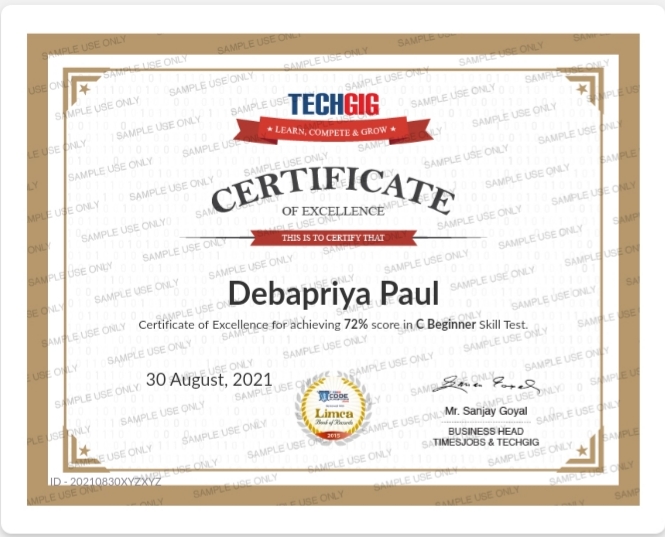 TECHGIG
★ LEARN, COMPETE & GROW ★
CERTIFICATE
OF EXCELLENCE
THIS IS TO CERTIFY THAT
Debapriya Paul
Certificate of Excellence for achieving 72% score in C Beginner Skill Test.
30 August, 2021
CODE
Limca
Book of Records
2015
Mr. Sanjay Goyal
BUSINESS HEAD
TIMESJOBS & TECHGIG
ID - 20210830XYZXYZ
SAMPLE USE ONLY